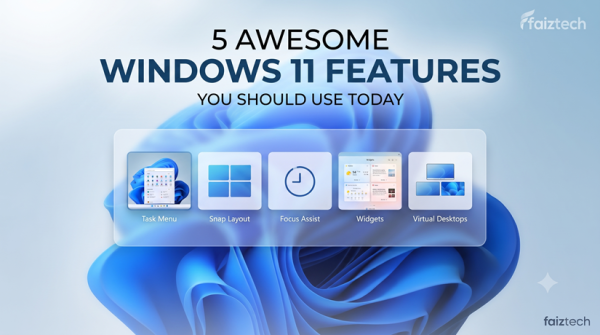 faiztech
5 AWESOME
WINDOWS 11 FEATURES
YOU SHOULD USE TODAY
Task Menu
Snap Layout
Focus Assist
Widgets
Virtual Desktops
faiztech